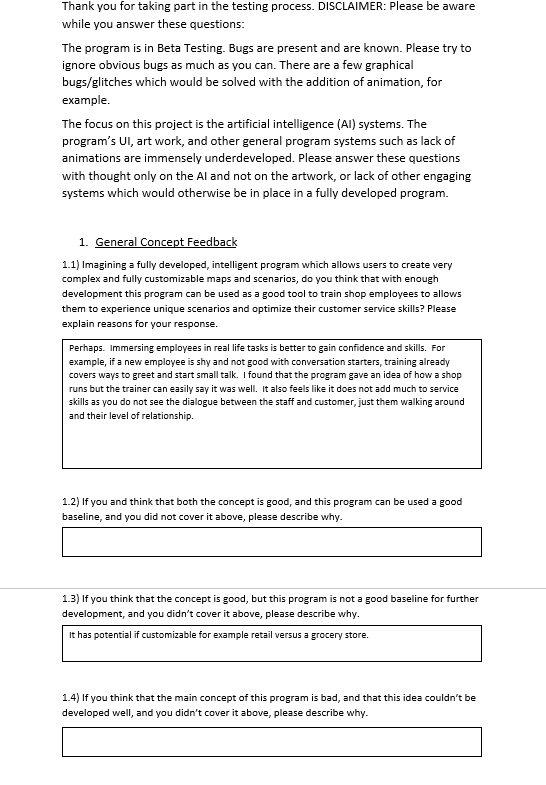 Thank you for taking part in the testing process. DISCLAIMER: Please be aware
while you answer these questions:
The program is in Beta Testing. Bugs are present and are known. Please try to
ignore obvious bugs as much as you can. There are a few graphical
bugs/glitches which would be solved with the addition of animation, for
example.
The focus on this project is the artificial intelligence (AI) systems. The
program's UI, art work, and other general program systems such as lack of
animations are immensely underdeveloped. Please answer these questions
with thought only on the AI and not on the artwork, or lack of other engaging
systems which would otherwise be in place in a fully developed program.
1. General Concept Feedback
1.1) Imagining a fully developed, intelligent program which allows users to create very
complex and fully customizable maps and scenarios, do you think that with enough
development this program can be used as a good tool to train shop employees to allows
them to experience unique scenarios and optimize their customer service skills? Please
explain reasons for your response.
Perhaps. Immersing employees in real life tasks is better to gain confidence and skills. For
example, if a new employee is shy and not good with conversation starters, training already
covers ways to greet and start small talk. I found that the program gave an idea of how a shop
runs but the trainer can easily say it was well. It also feels like it does not add much to service
skills as you do not see the dialogue between the staff and customer, just them walking around
and their level of relationship.
1.2) If you and think that both the concept is good, and this program can be used a good
baseline, and you did not cover it above, please describe why.
1.3) If you think that the concept is good, but this program is not a good baseline for further
development, and you didn't cover it above, please describe why.
It has potential if customizable for example retail versus a grocery store.
1.4) If you think that the main concept of this program is bad, and that this idea couldn't be
developed well, and you didn't cover it above, please describe why.